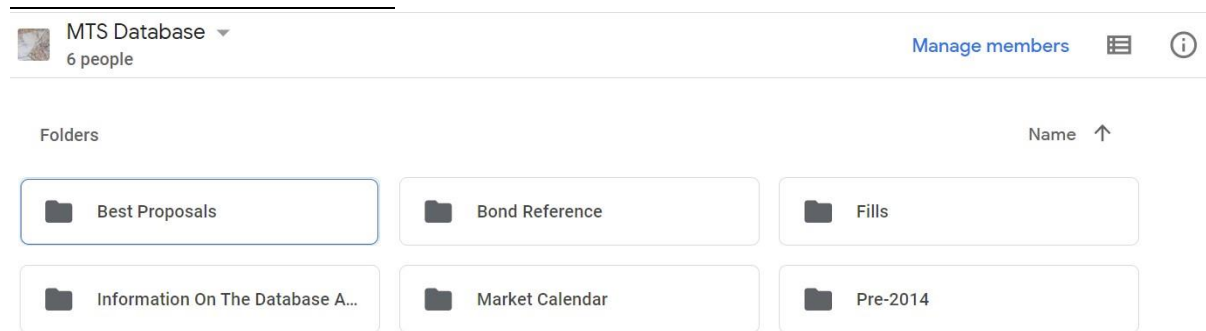 MTS Database
6 people
Manage members
Folders
Name
Best Proposals
Bond Reference
Fills
Information On The Database A...
Market Calendar
Pre-2014